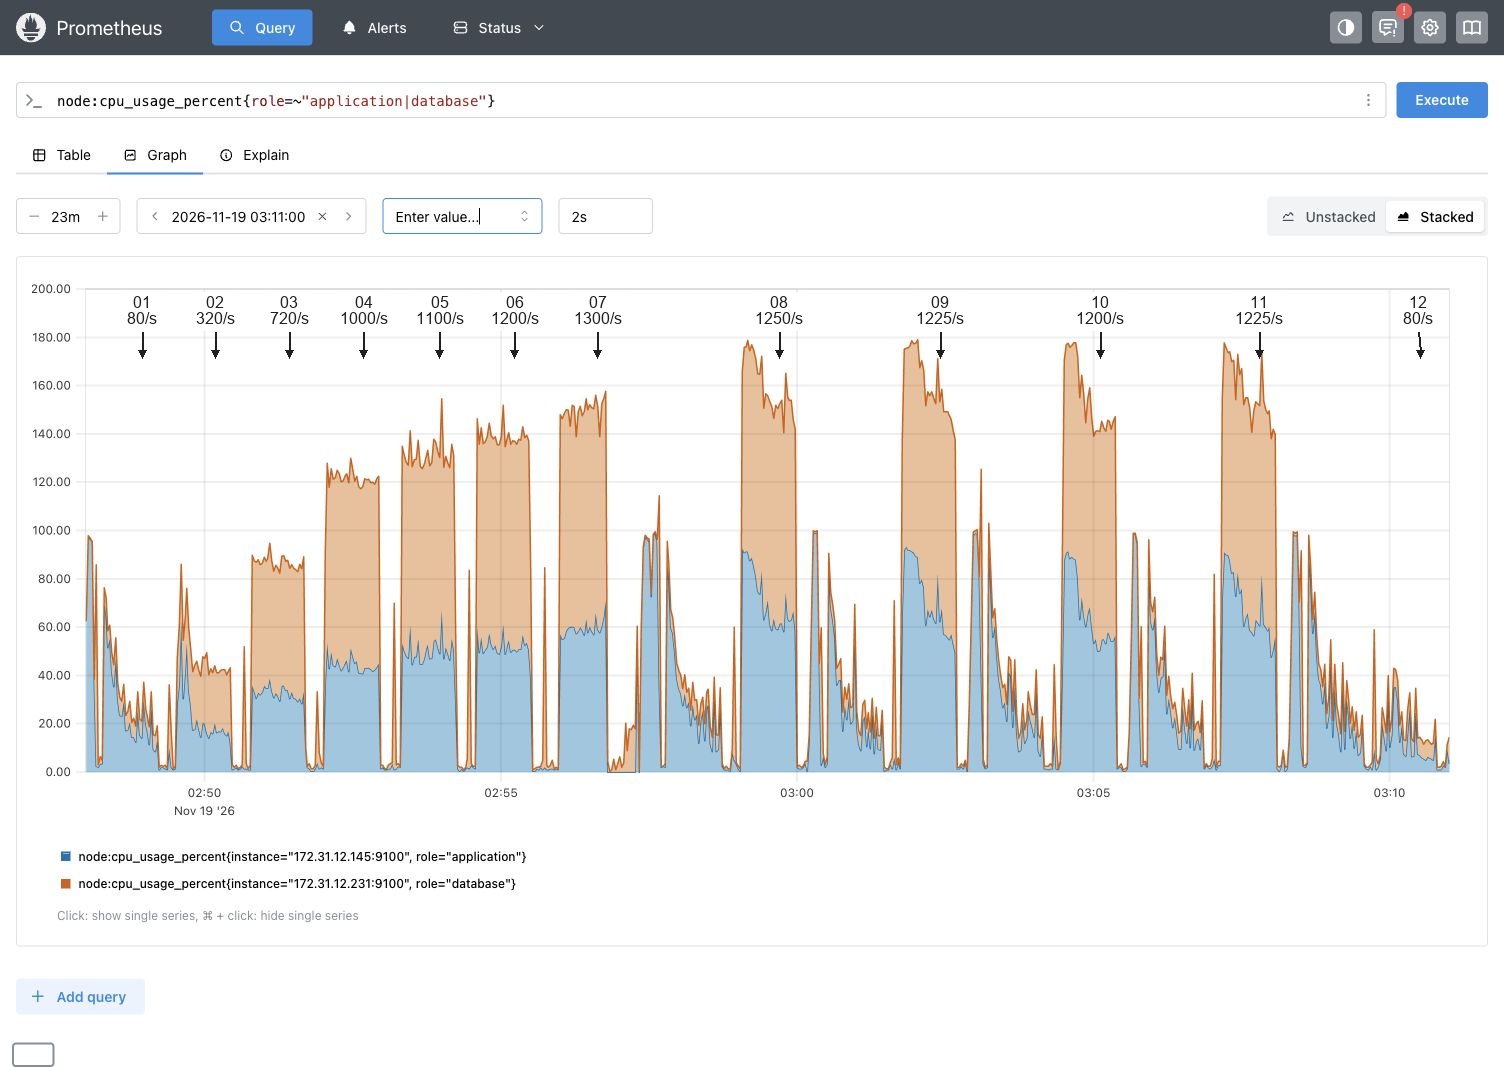 Prometheus Query Alerts Status
node:cpu_usage_percent{role=~"application|database"} Execute
Table Graph Explain
23m 2026-11-19 03:11:00 Enter value... 2s Unstacked Stacked
200.00
01 02 03 04 05 06 07 08 09 10 11 12
80/s 320/s 720/s 1000/s 1100/s 1200/s 1300/s 1250/s 1225/s 1200/s 1225/s 80/s
180.00
160.00
140.00
120.00
100.00
80.00
60.00
40.00
20.00
0.00
02:50 02:55 03:00 03:05 03:10
Nov 19 '26
node:cpu_usage_percent{instance="172.31.12.145:9100", role="application"}
node:cpu_usage_percent{instance="172.31.12.231:9100", role="database"}
Click: show single series, ⌘ + click: hide single series
Add query